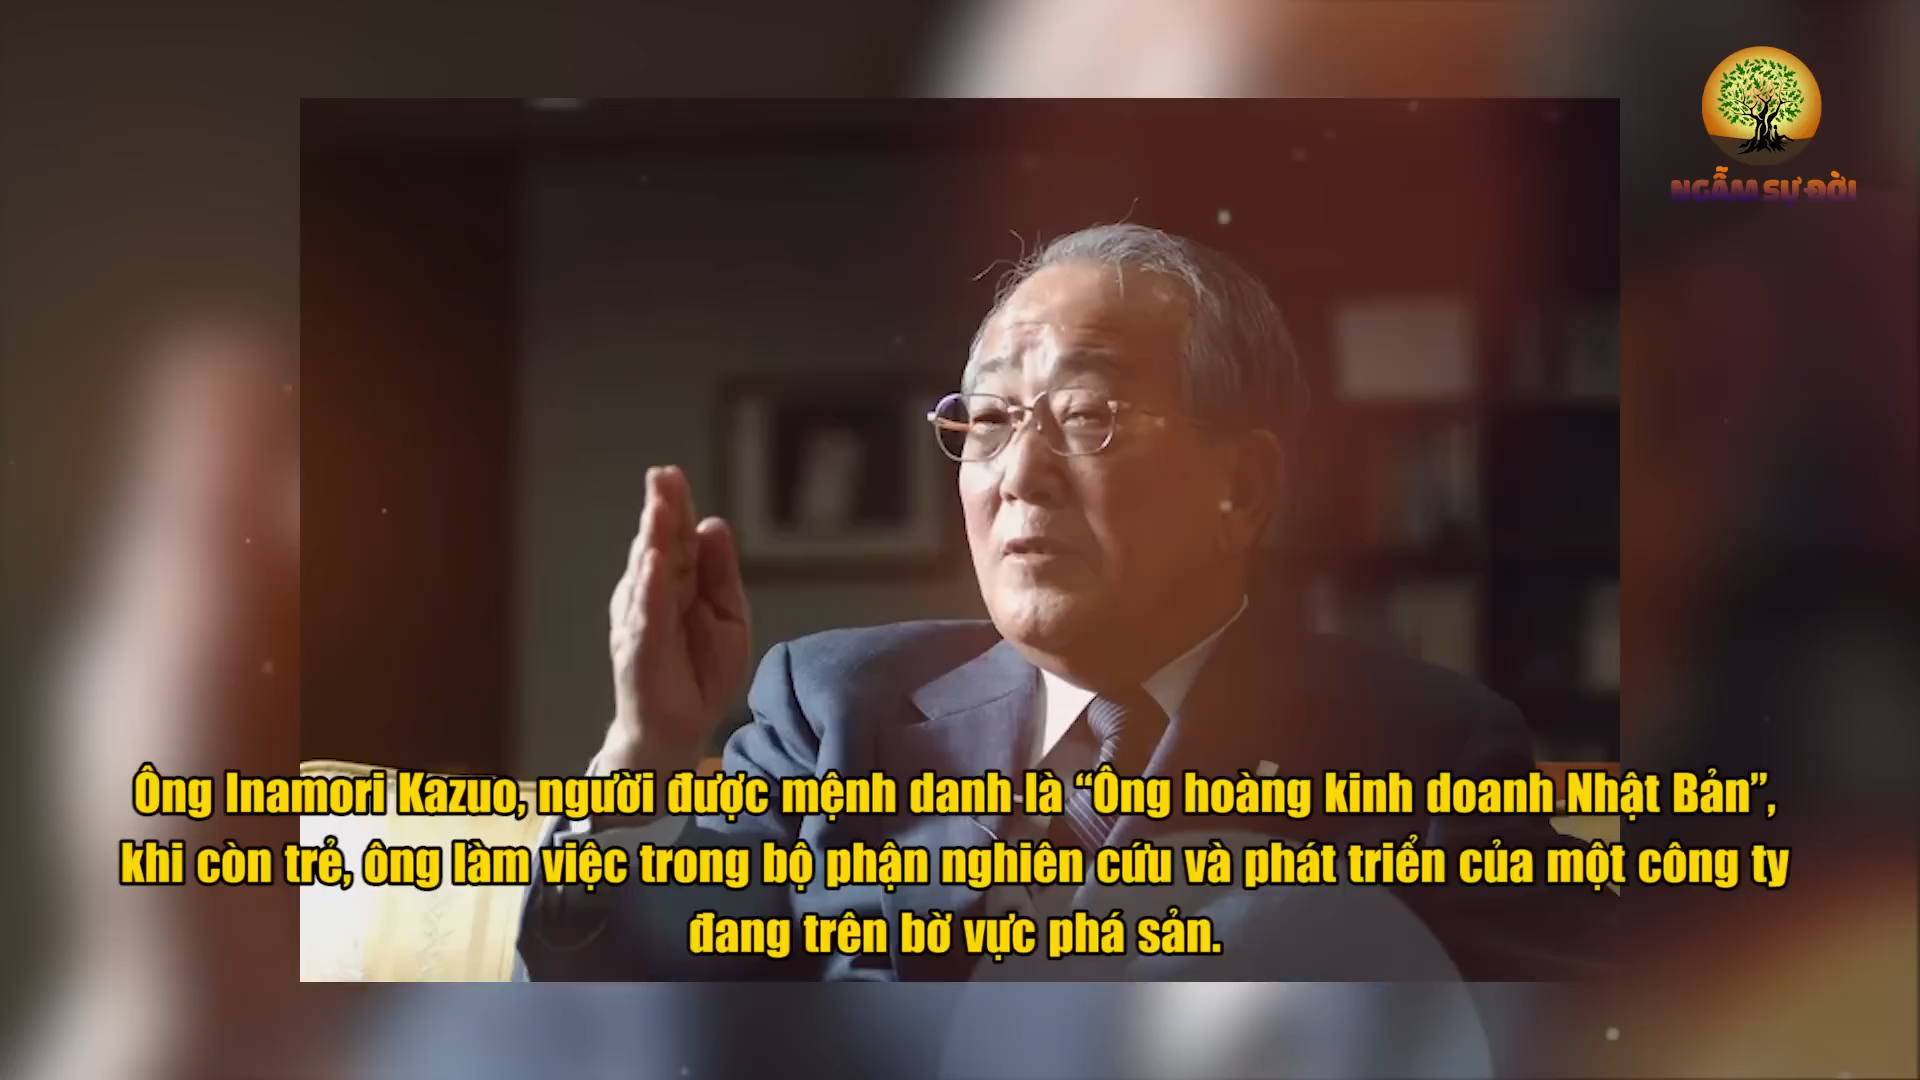 NGẪM SỰ ĐỜI
Ông Inamori Kazuo, người được mệnh danh là “Ông hoàng kinh doanh Nhật Bản”,
khi còn trẻ, ông làm việc trong bộ phận nghiên cứu và phát triển của một công ty
đang trên bờ vực phá sản.